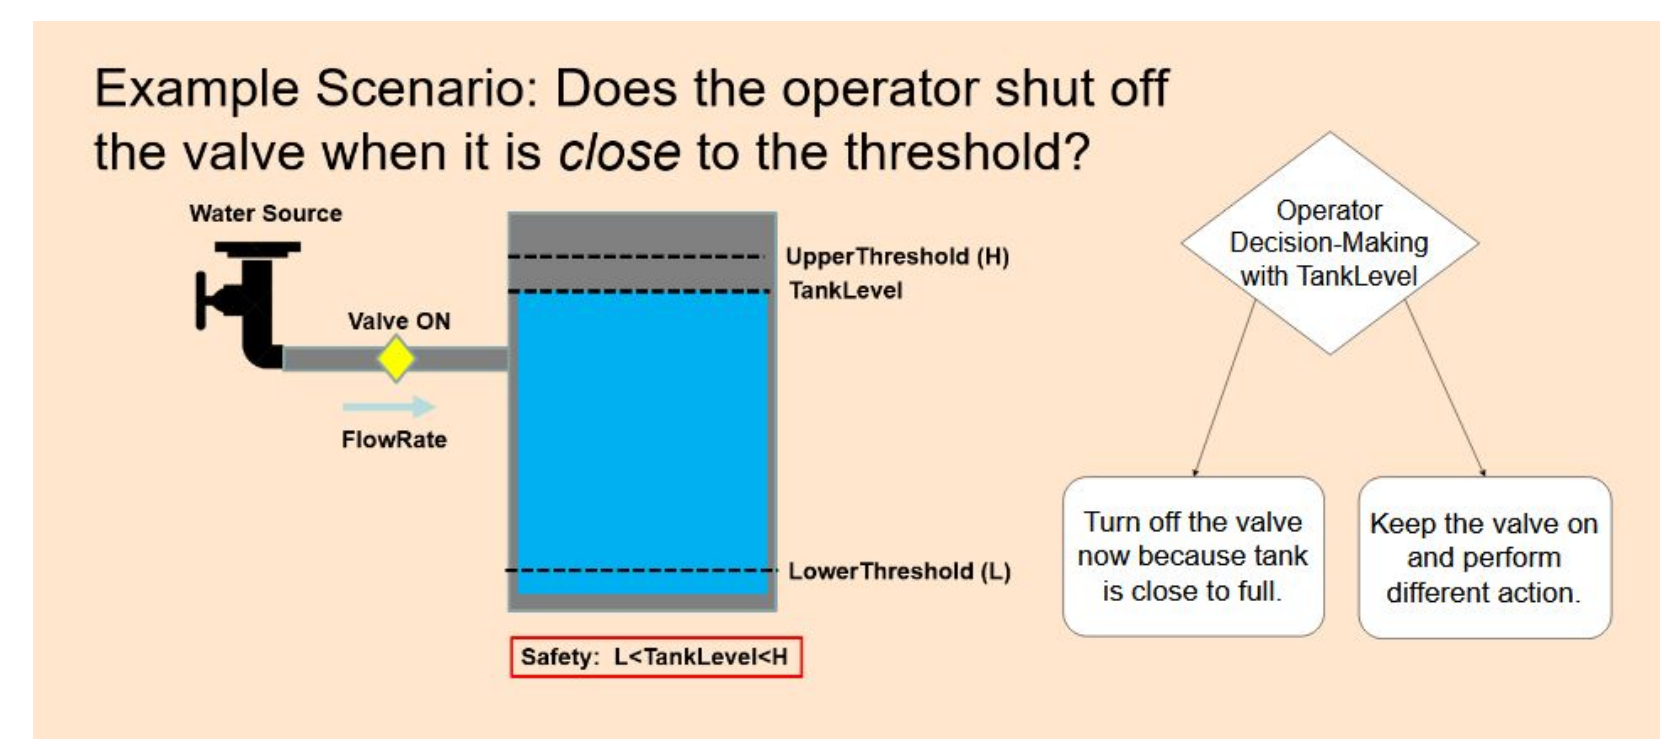 Example Scenario: Does the operator shut off
the valve when it is close to the threshold?
Water Source
Valve ON
FlowRate
UpperThreshold (H)
TankLevel
LowerThreshold (L)
Safety: L<TankLevel<H
Operator
Decision-Making
with TankLevel
Turn off the valve
now because tank
is close to full.
Keep the valve on
and perform
different action.